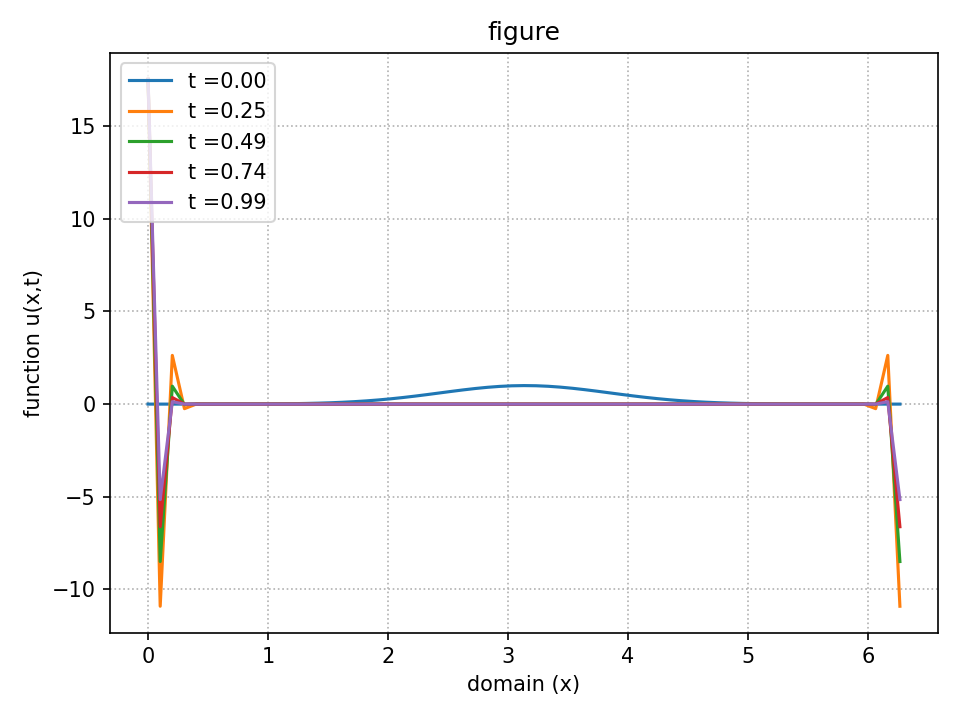 figure
t =0.00
t =0.25
t =0.49
t =0.74
t =0.99
15
10
5
0
−5
−10
function u(x,t)
0 1 2 3 4 5 6
domain (x)